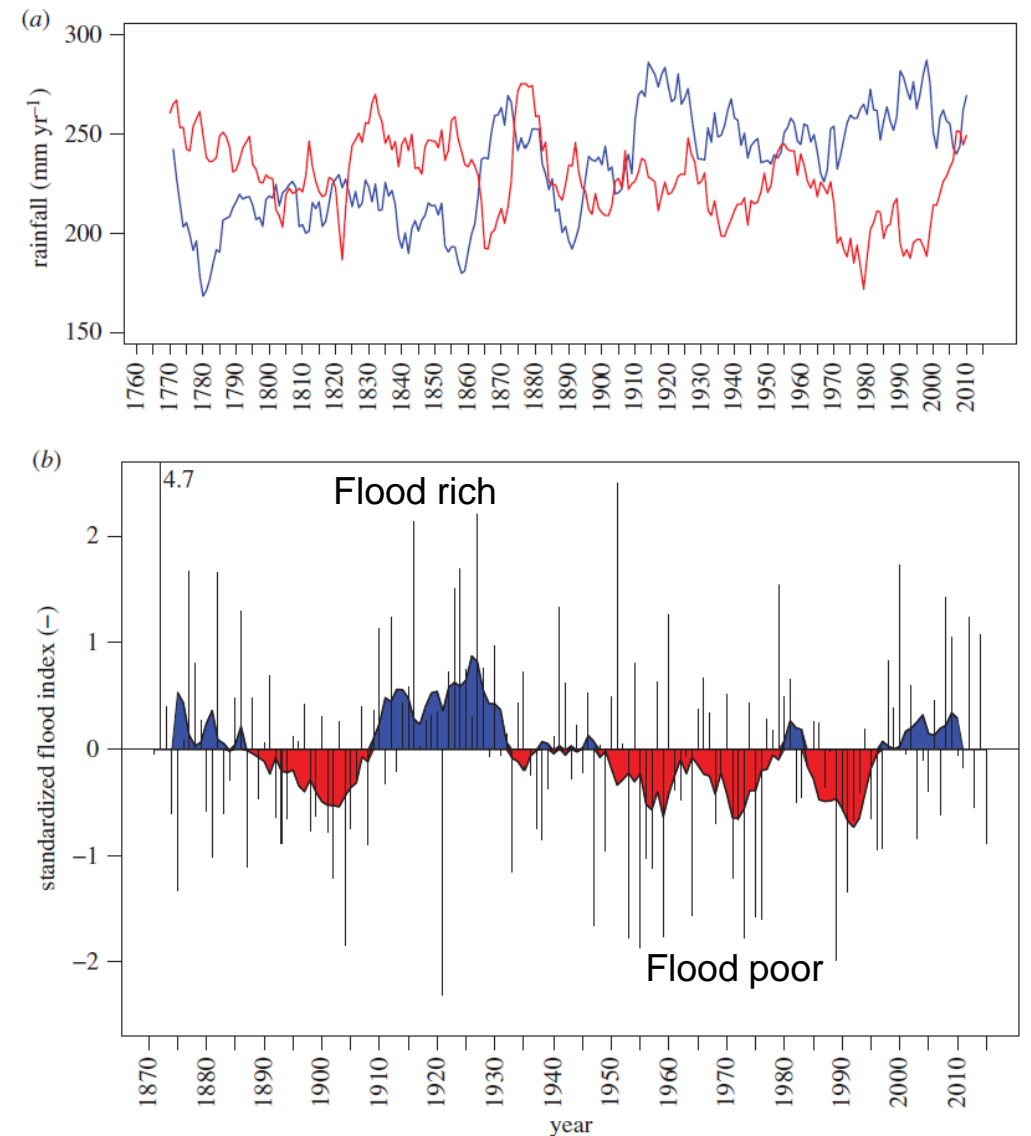 (a)
rainfall (mm yr⁻¹)
300
250
200
150
1760 1770 1780 1790 1800 1810 1820 1830 1840 1850 1860 1870 1880 1890 1900 1910 1920 1930 1940 1950 1960 1970 1980 1990 2000 2010
(b)
4.7
Flood rich
standardized flood index (–)
2
1
0
−1
−2
Flood poor
1870 1880 1890 1900 1910 1920 1930 1940 1950 1960 1970 1980 1990 2000 2010
year